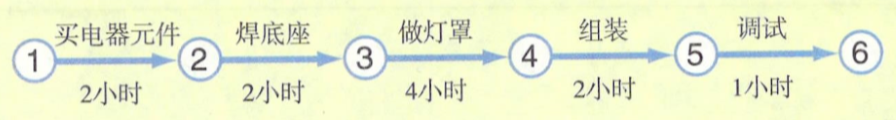 买电器元件 焊底座 做灯罩 组装 调试
1 2 3 4 5 6
2小时 2小时 4小时 2小时 1小时